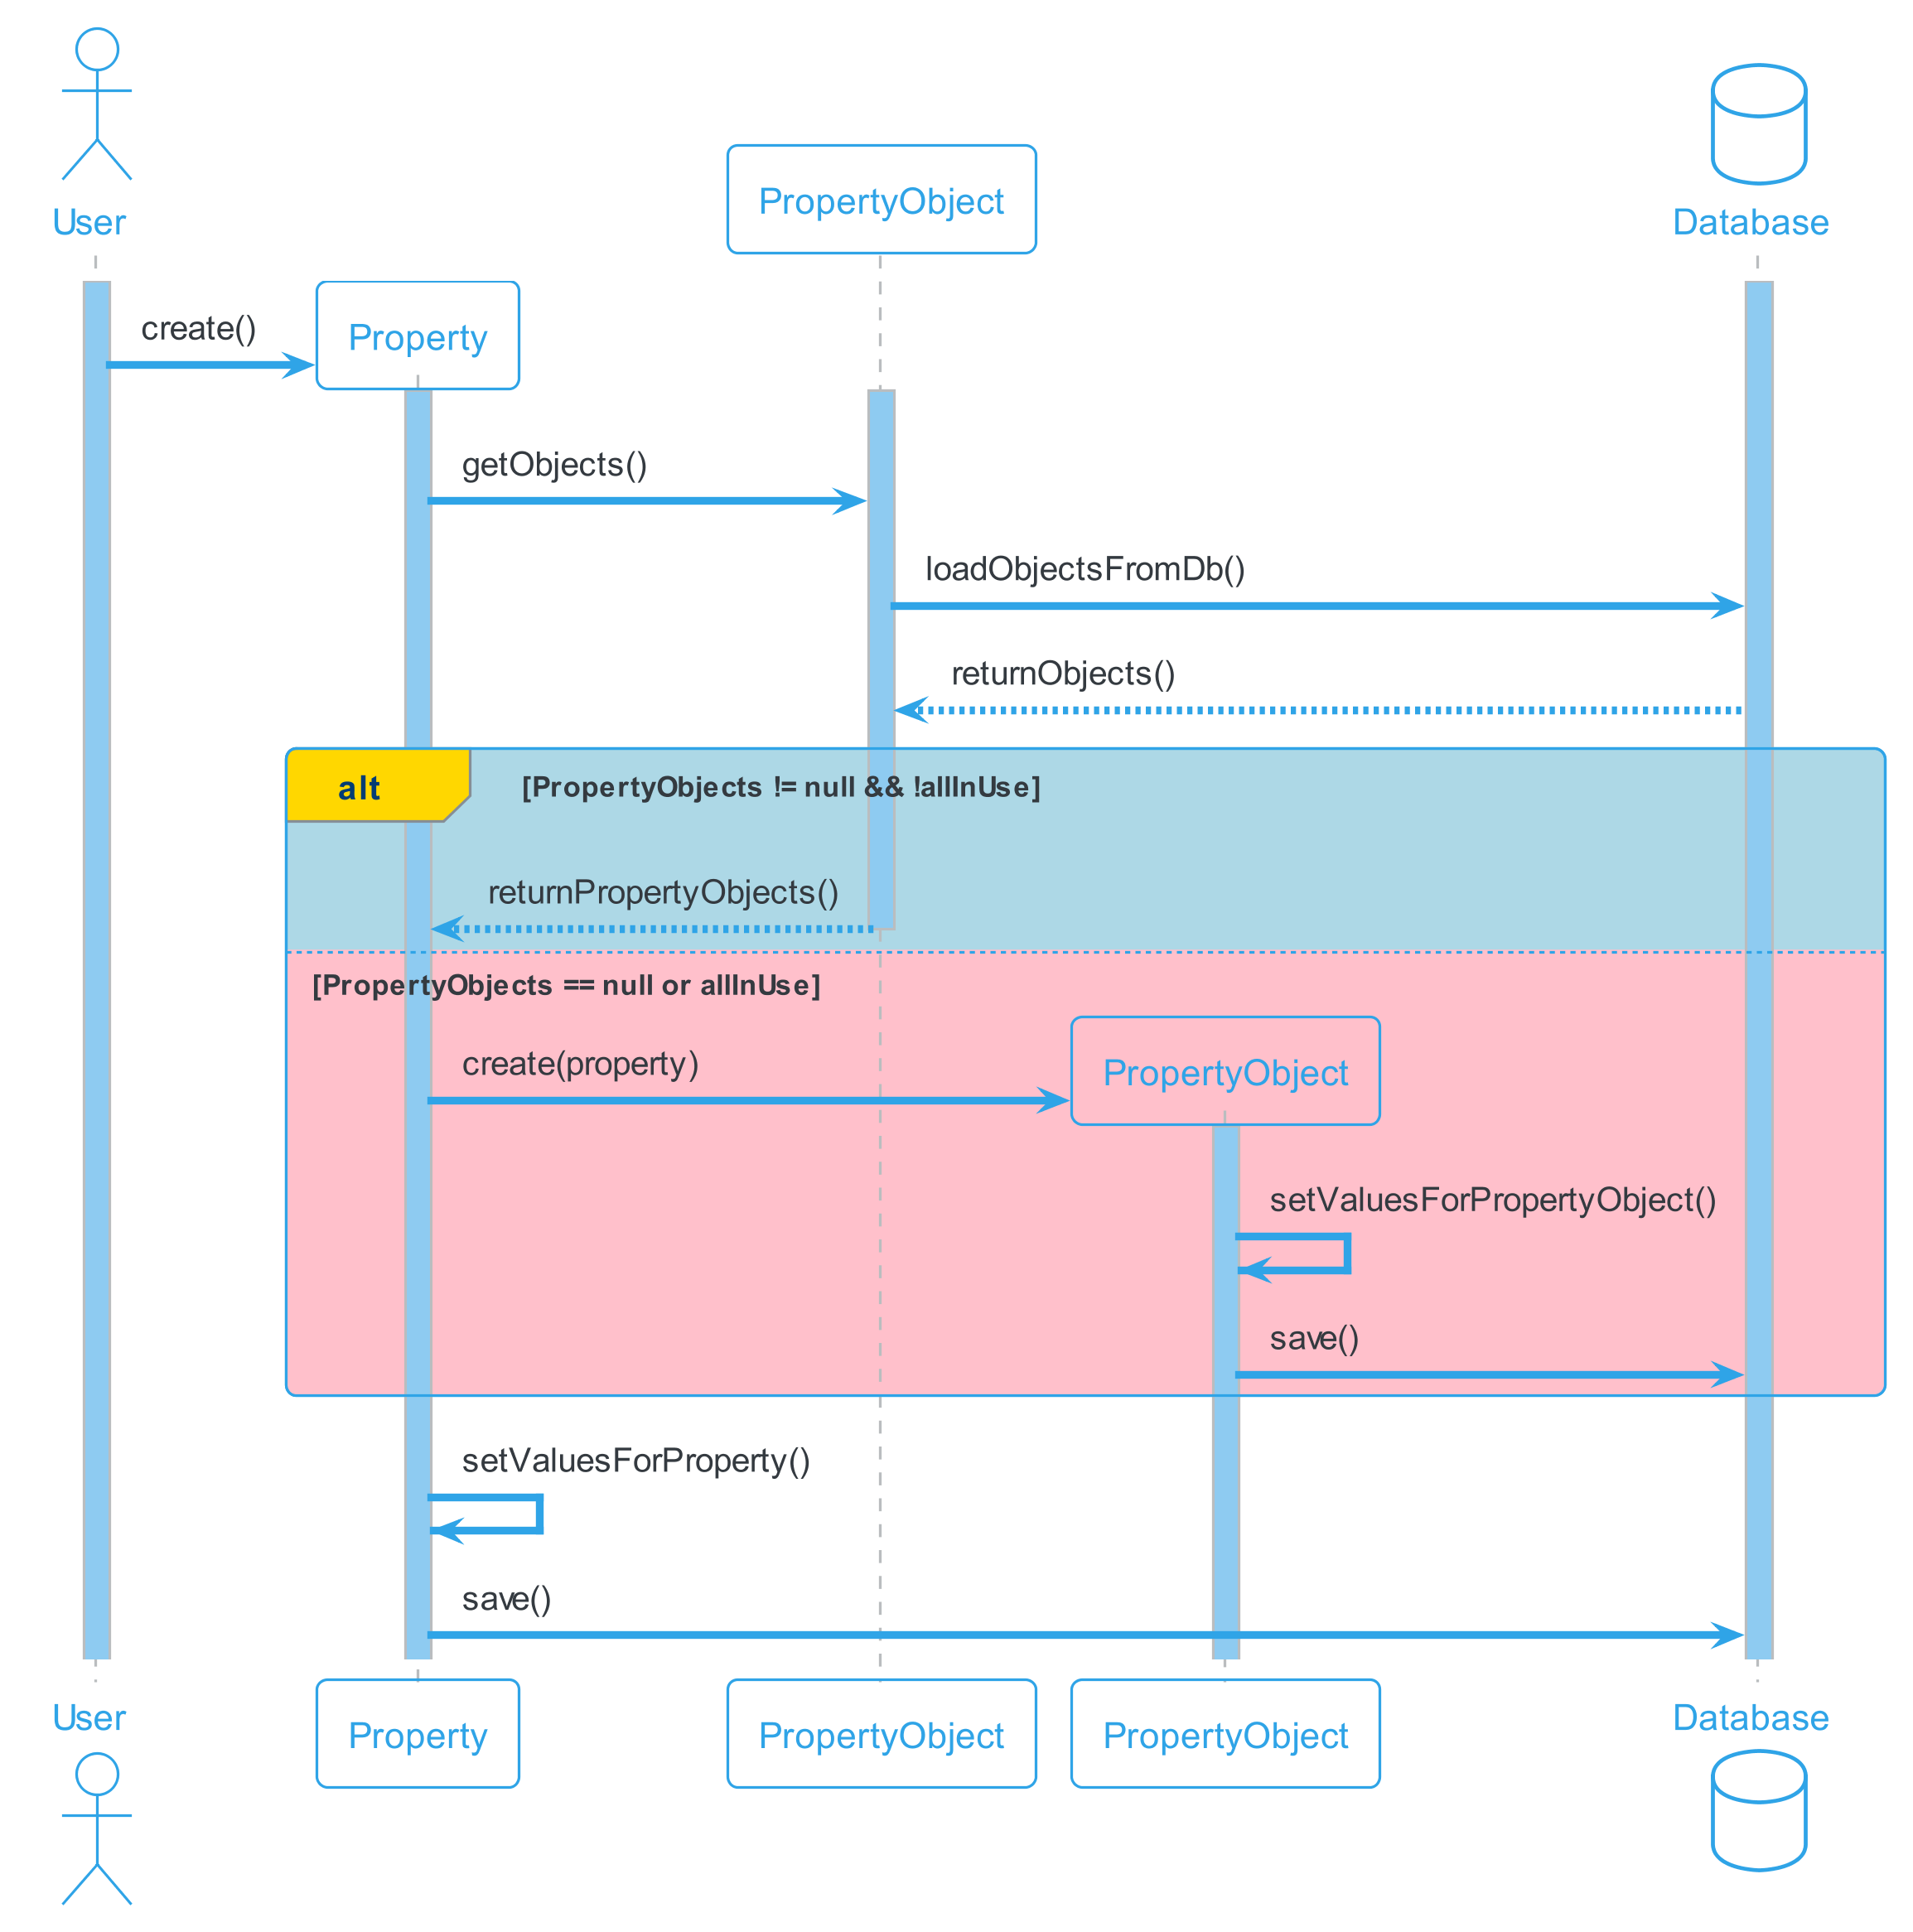 User
PropertyObject
Database
Property
create()
getObjects()
loadObjectsFromDb()
returnObjects()
alt
[PropertyObjects != null && !allInUse]
returnPropertyObjects()
[PropertyObjects == null or allInUse]
create(property)
PropertyObject
setValuesForPropertyObject()
save()
setValuesForProperty()
save()
User
Property
PropertyObject
PropertyObject
Database